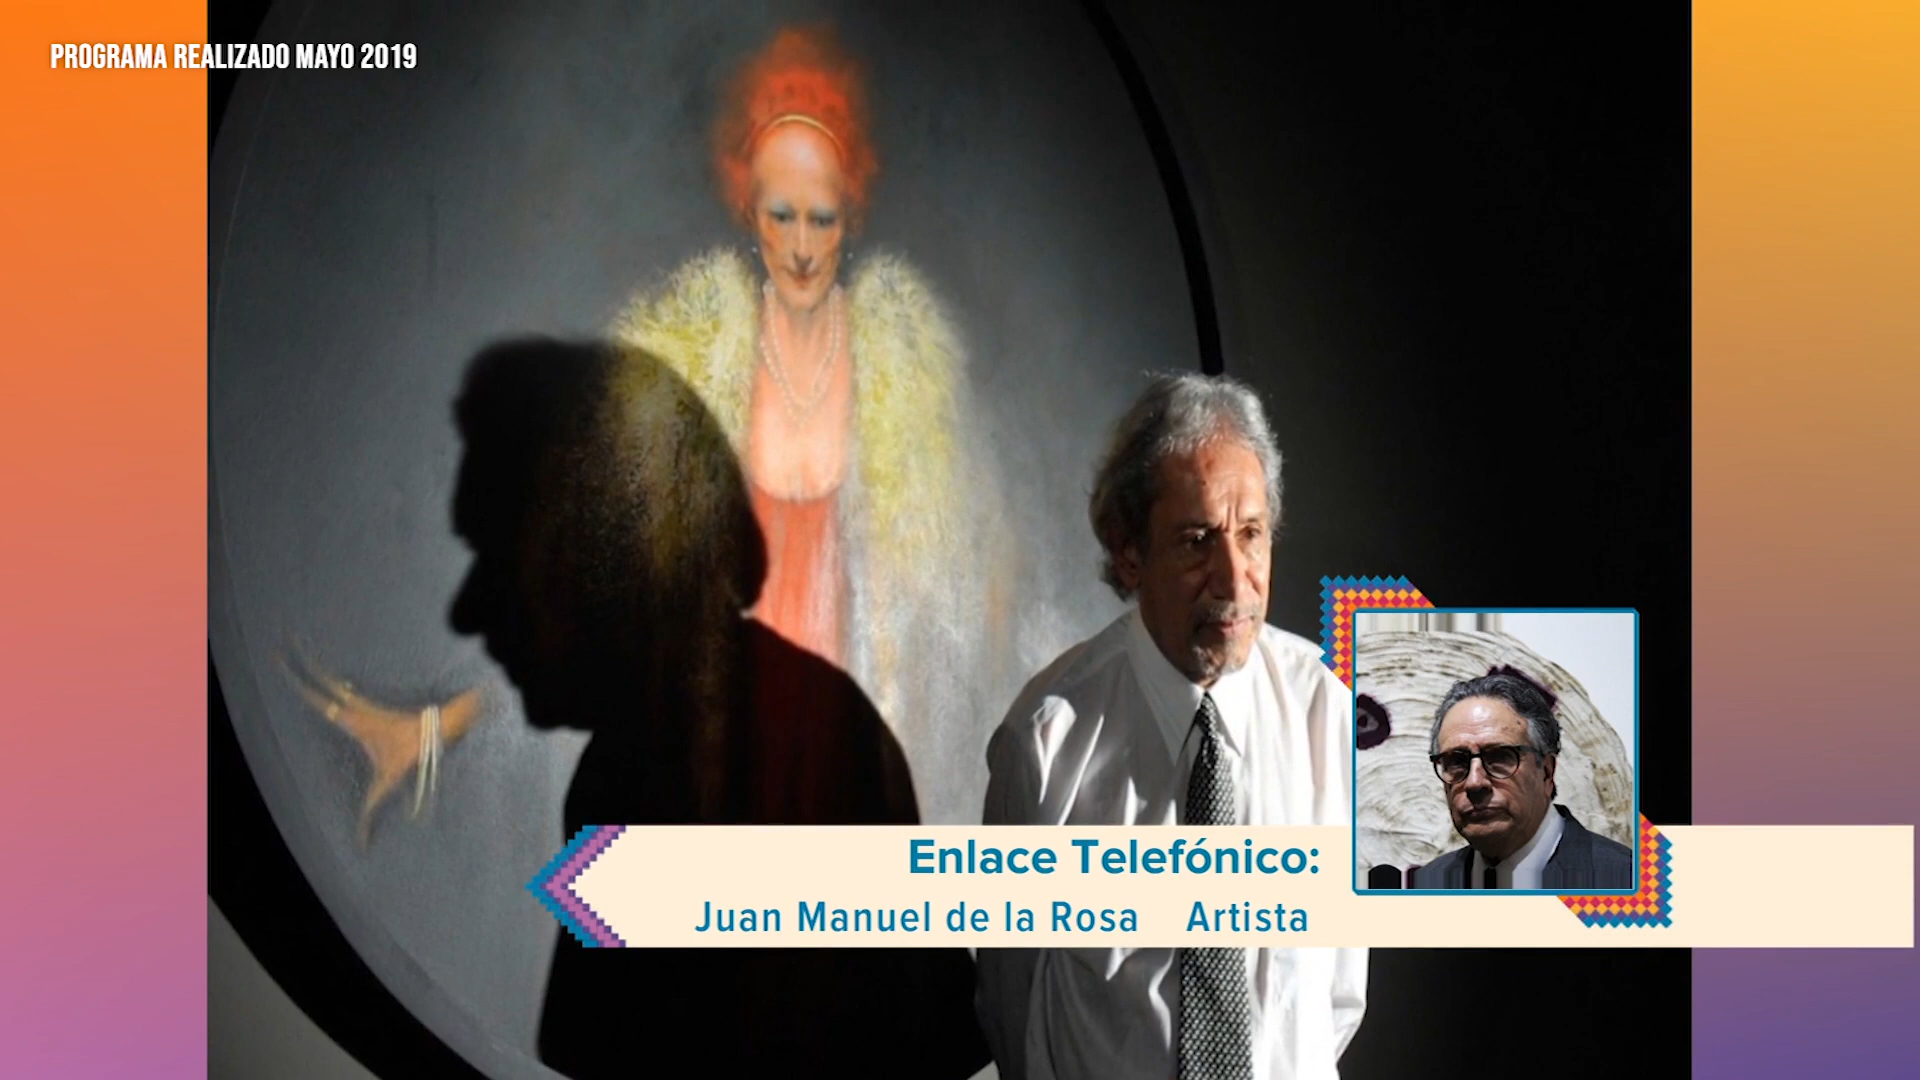 PROGRAMA REALIZADO MAYO 2019
Enlace Telefónico:
Juan Manuel de la Rosa Artista